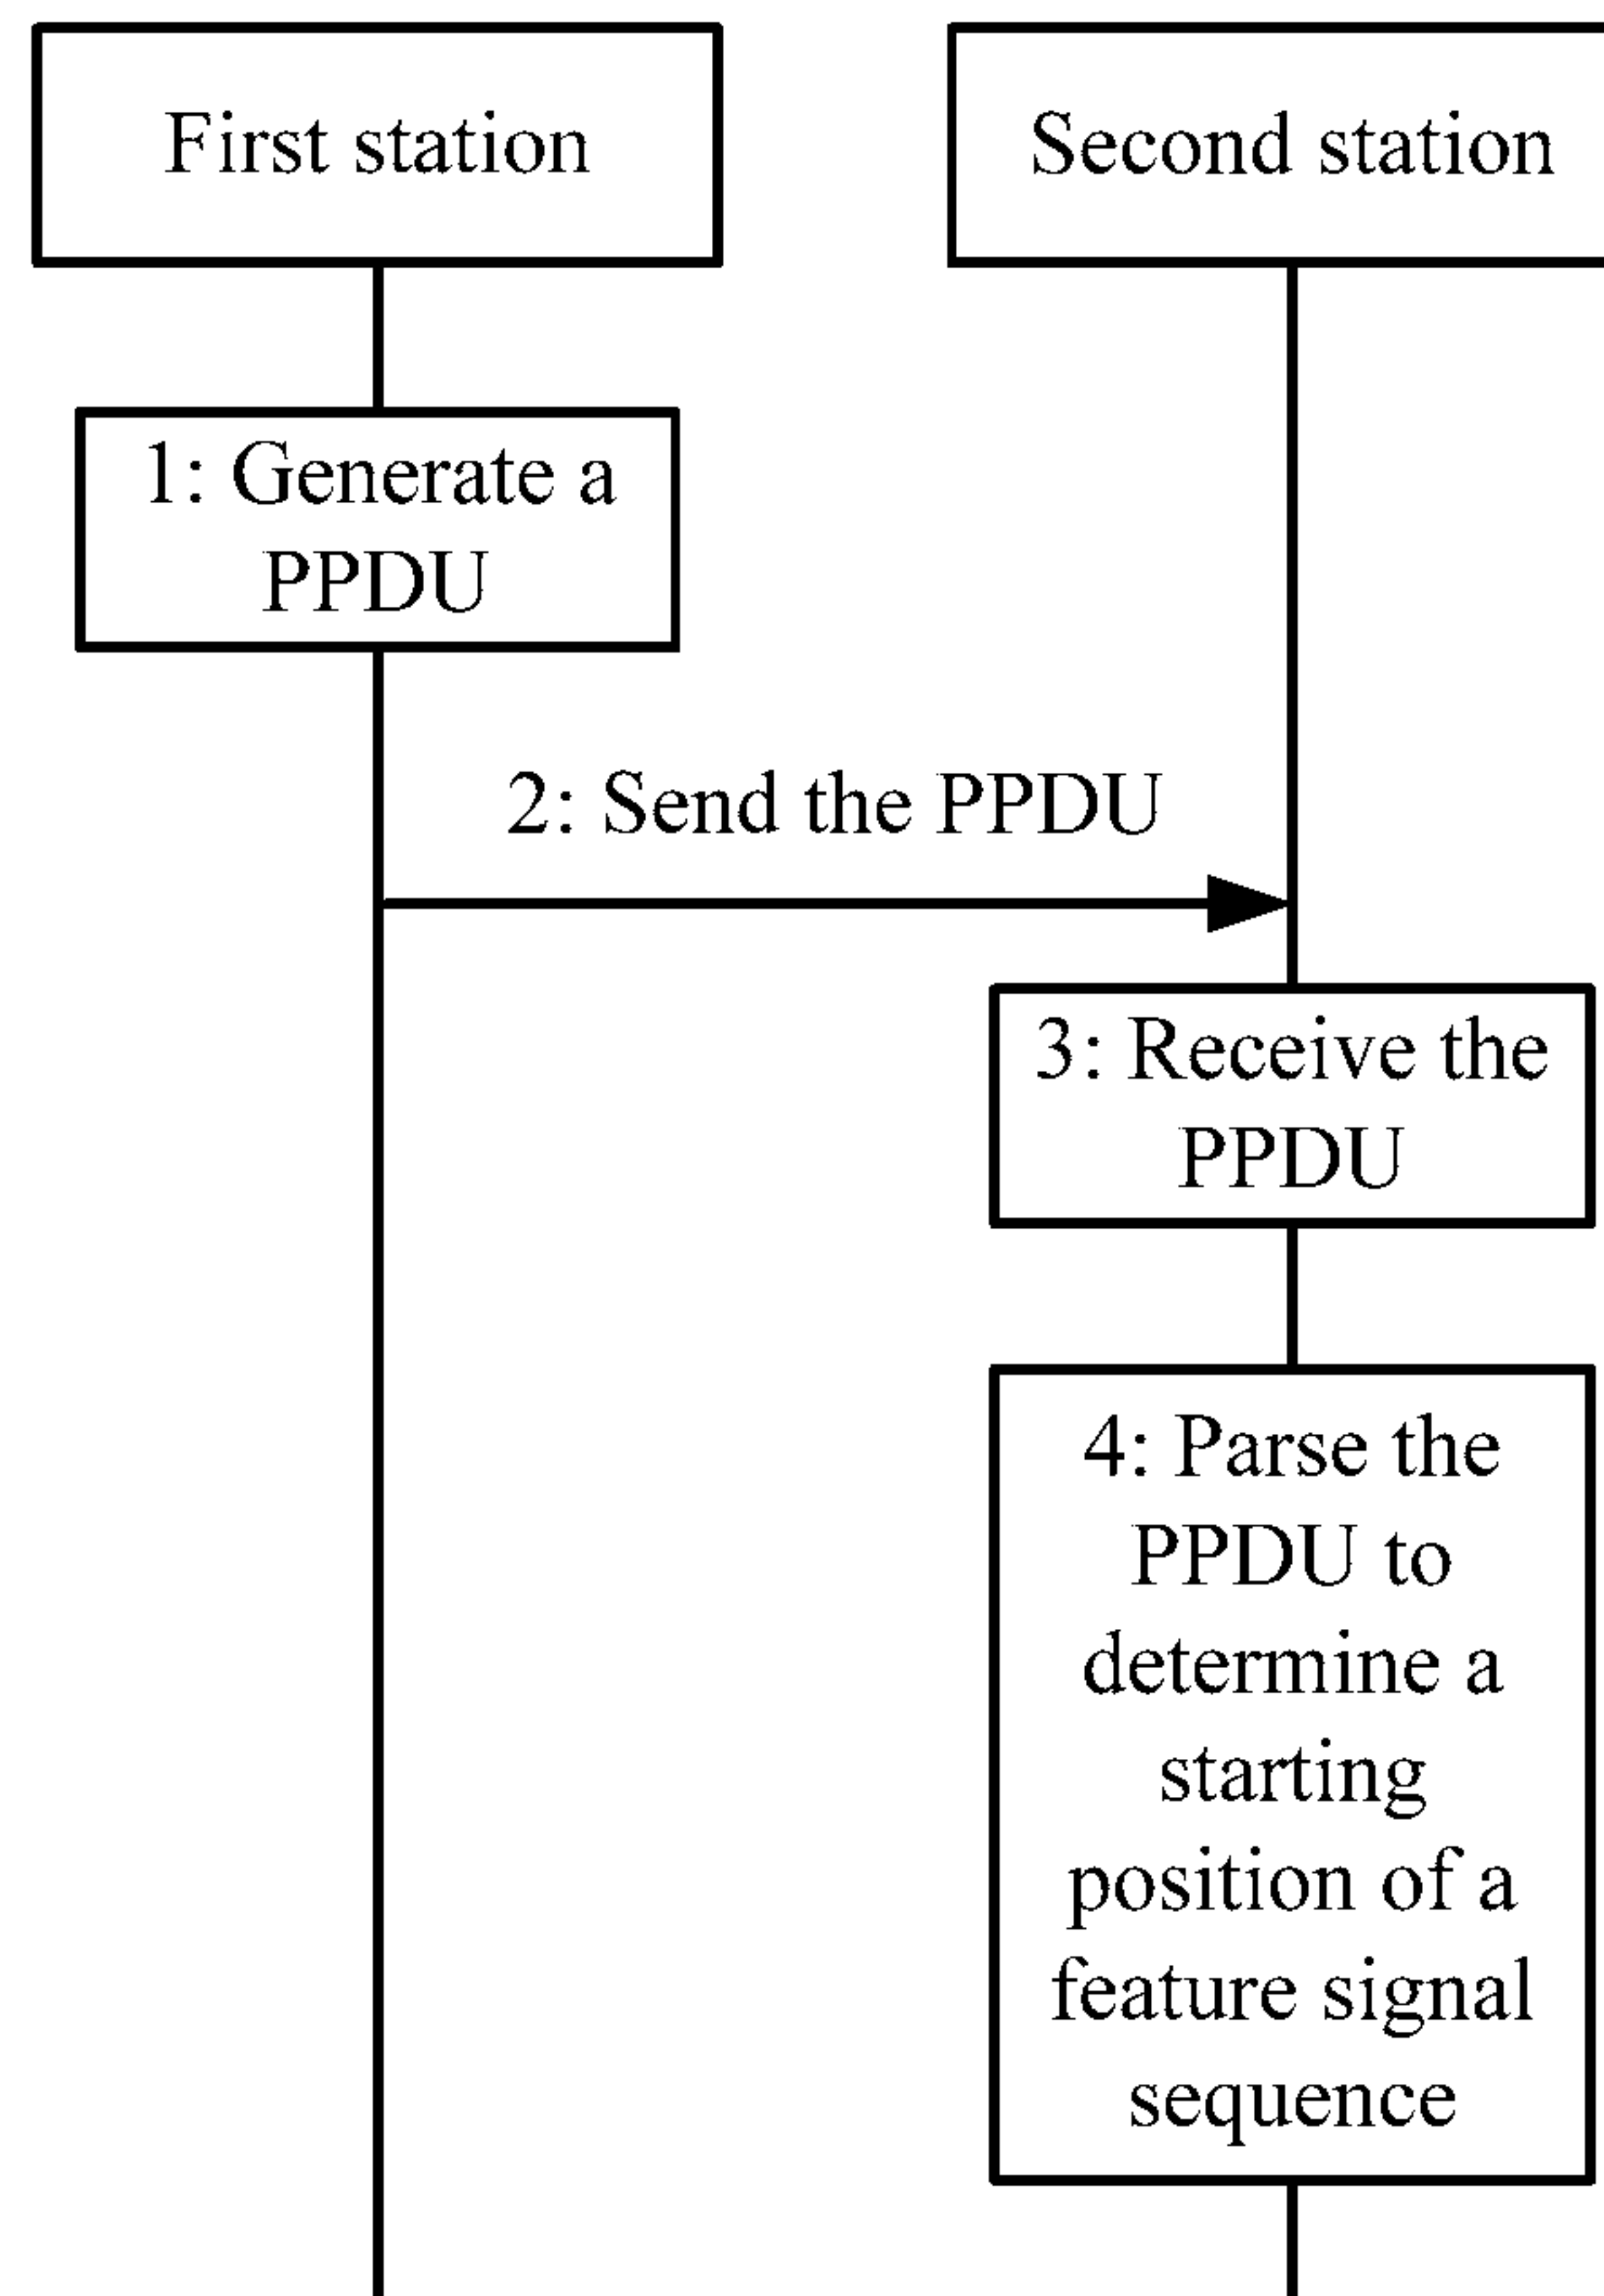 First station
Second station
1: Generate a
PPDU
2: Send the PPDU
3: Receive the
PPDU
4: Parse the
PPDU to
determine a
starting
position of a
feature signal
sequence